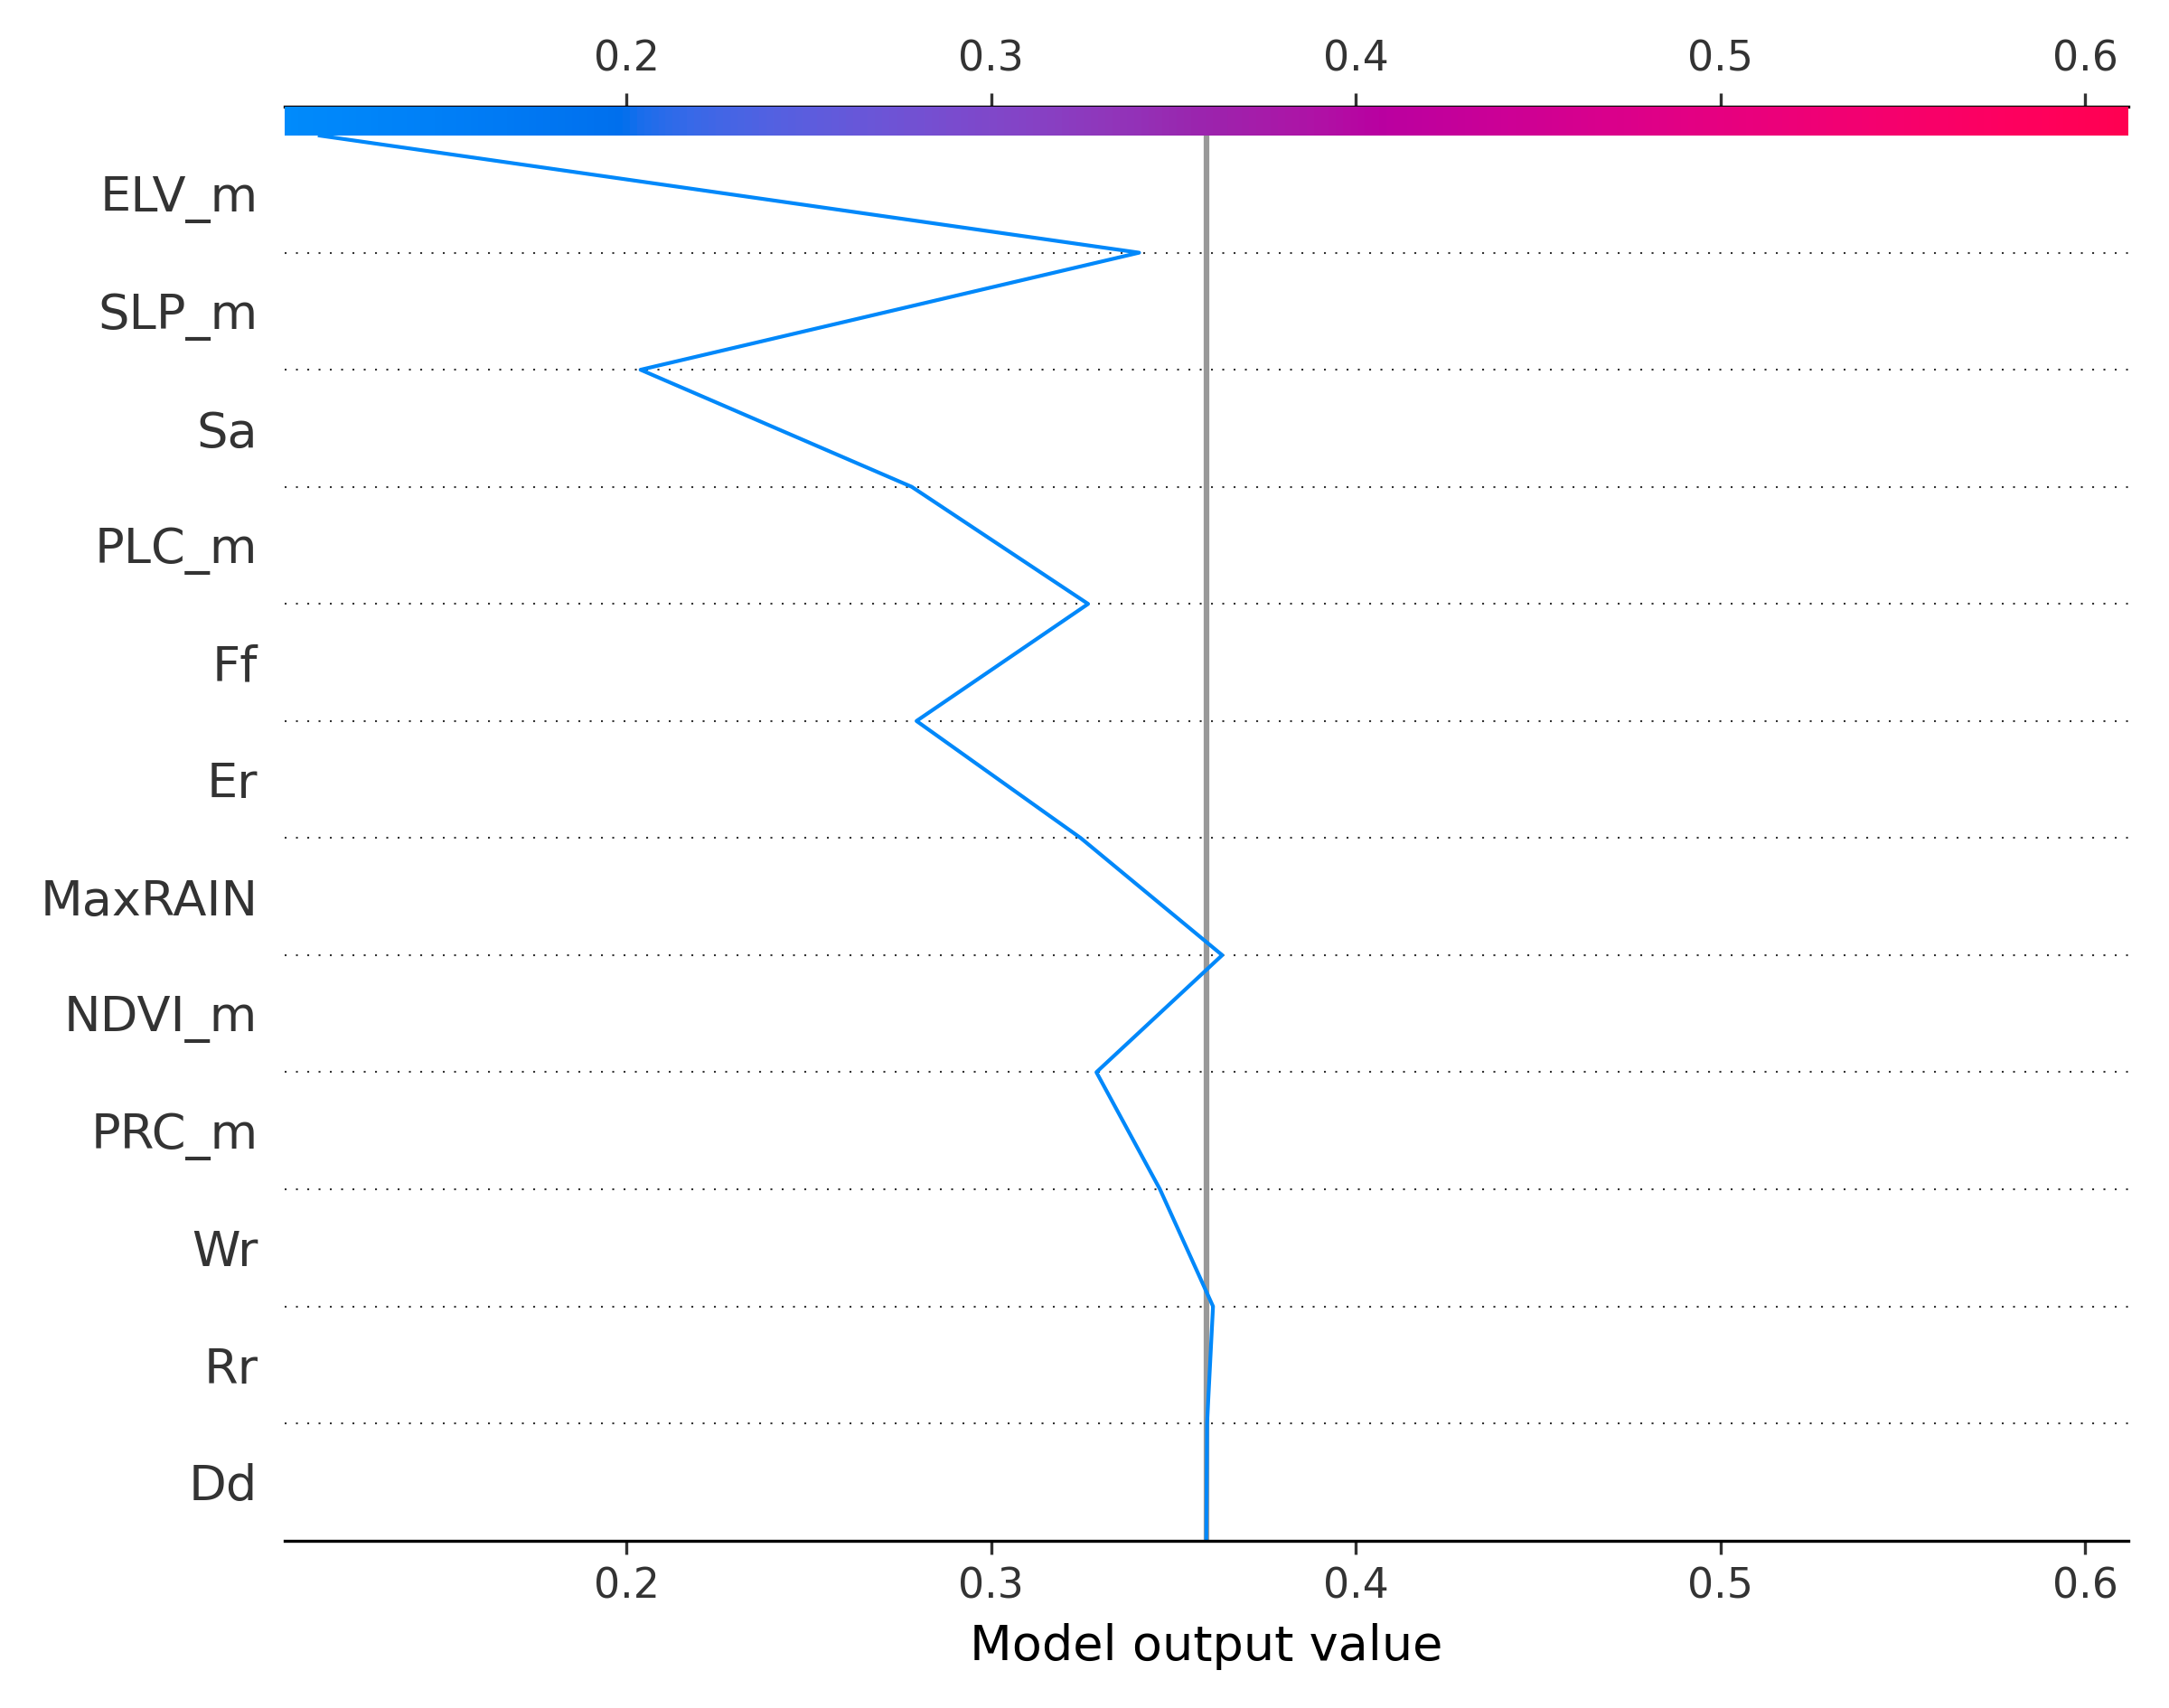 0.2 0.3 0.4 0.5 0.6
ELV_m
SLP_m
Sa
PLC_m
Ff
Er
MaxRAIN
NDVI_m
PRC_m
Wr
Rr
Dd
0.2 0.3 0.4 0.5 0.6
Model output value